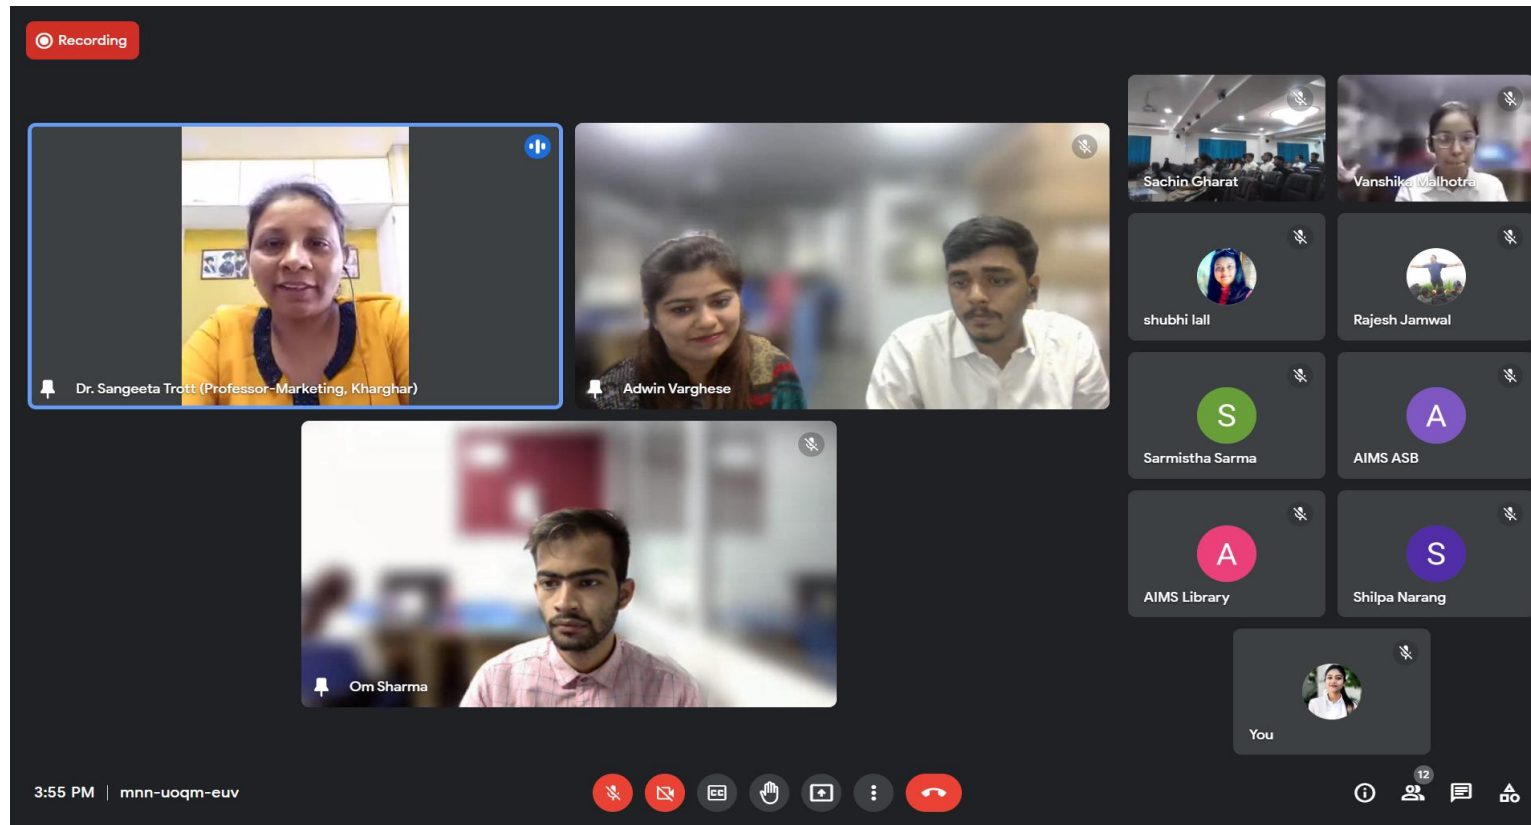 Recording
Dr. Sangeeta Trott (Professor-Marketing, Kharghar)
Adwin Varghese
Om Sharma
Sachin Gharat
Vanshika Malhotra
shubhi lall
Rajesh Jamwal
S
Sarmistha Sarma
A
AIMS ASB
A
AIMS Library
S
Shilpa Narang
You
3:55 PM | mnn-uoqm-euv
CC
12